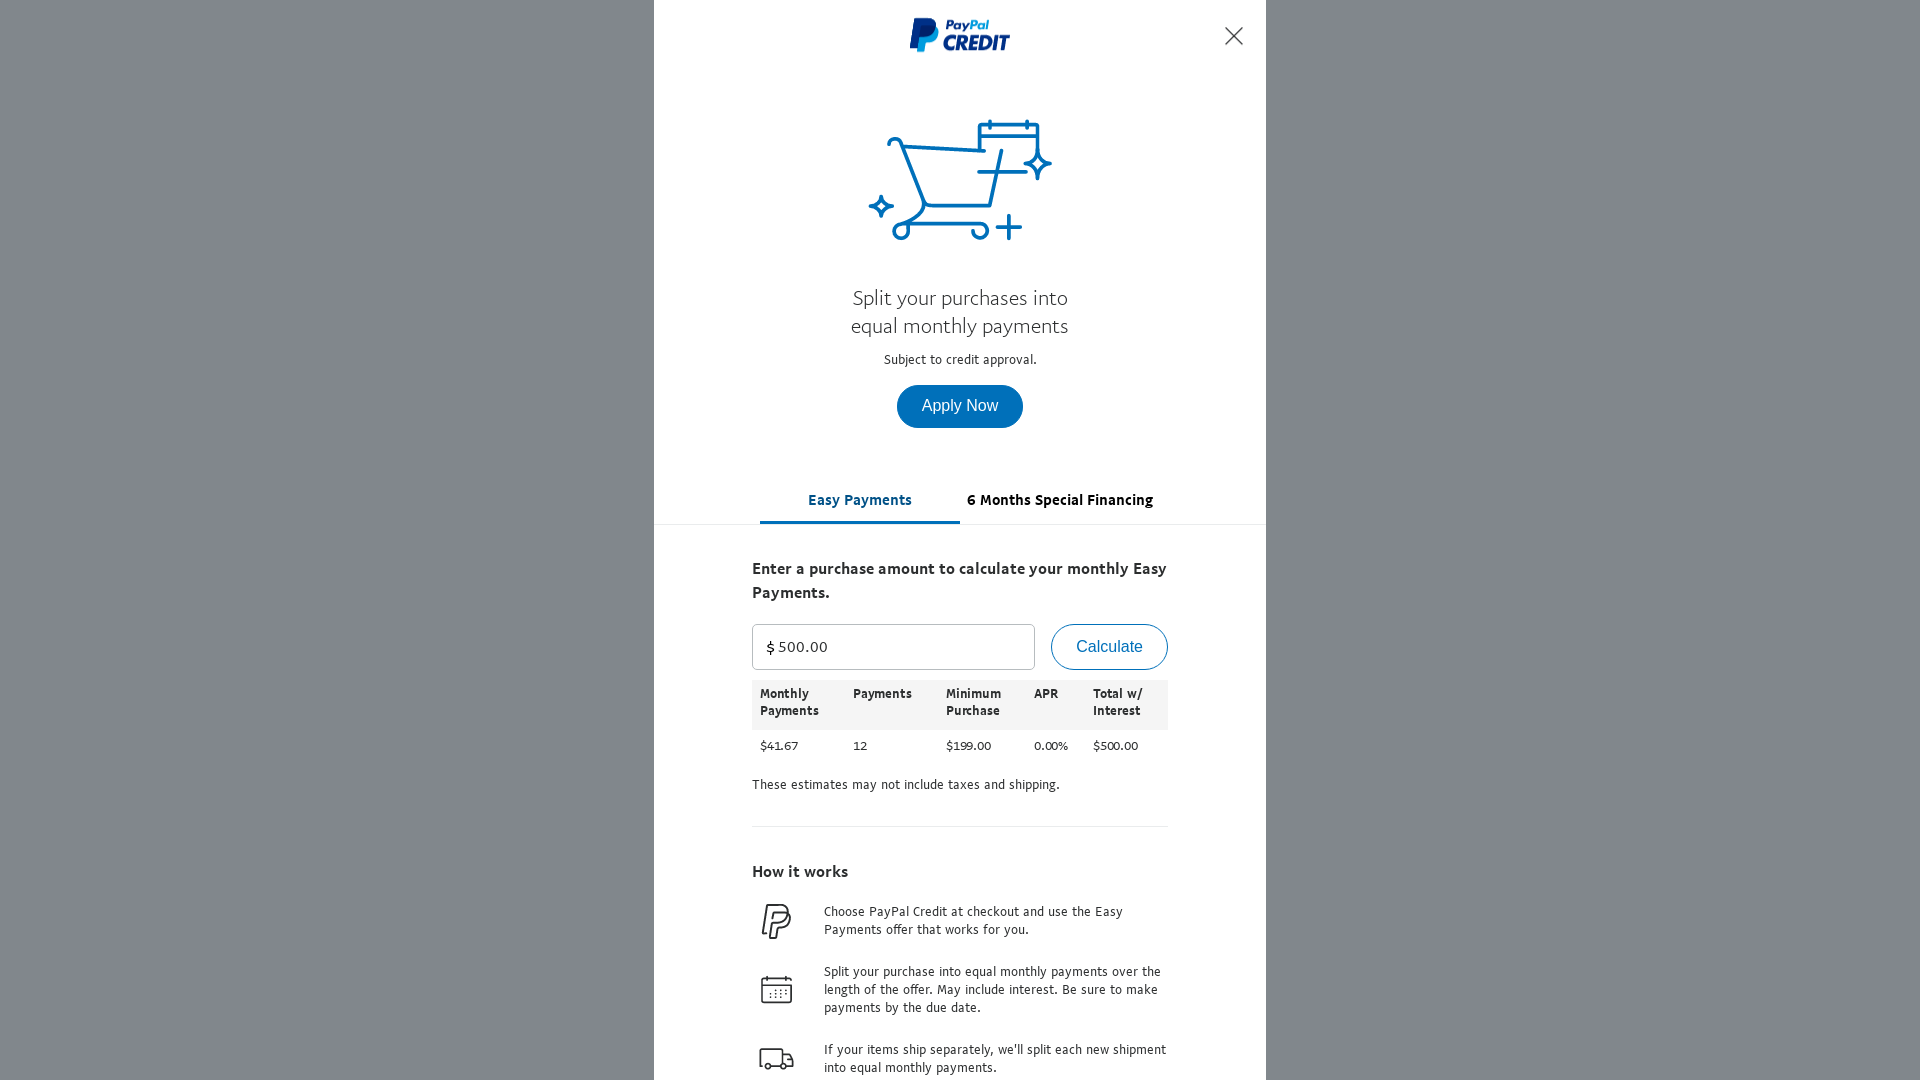 PayPal
CREDIT
Split your purchases into
equal monthly payments
Subject to credit approval.
Apply Now
Easy Payments
6 Months Special Financing
Enter a purchase amount to calculate your monthly Easy
Payments.
$ 500.00
Calculate
Monthly Payments
Payments
Minimum Purchase
APR
Total w/ Interest
$41.67
12
$199.00
0.00%
$500.00
These estimates may not include taxes and shipping.
How it works
Choose PayPal Credit at checkout and use the Easy
Payments offer that works for you.
Split your purchase into equal monthly payments over the
length of the offer. May include interest. Be sure to make
payments by the due date.
If your items ship separately, we'll split each new shipment
into equal monthly payments.